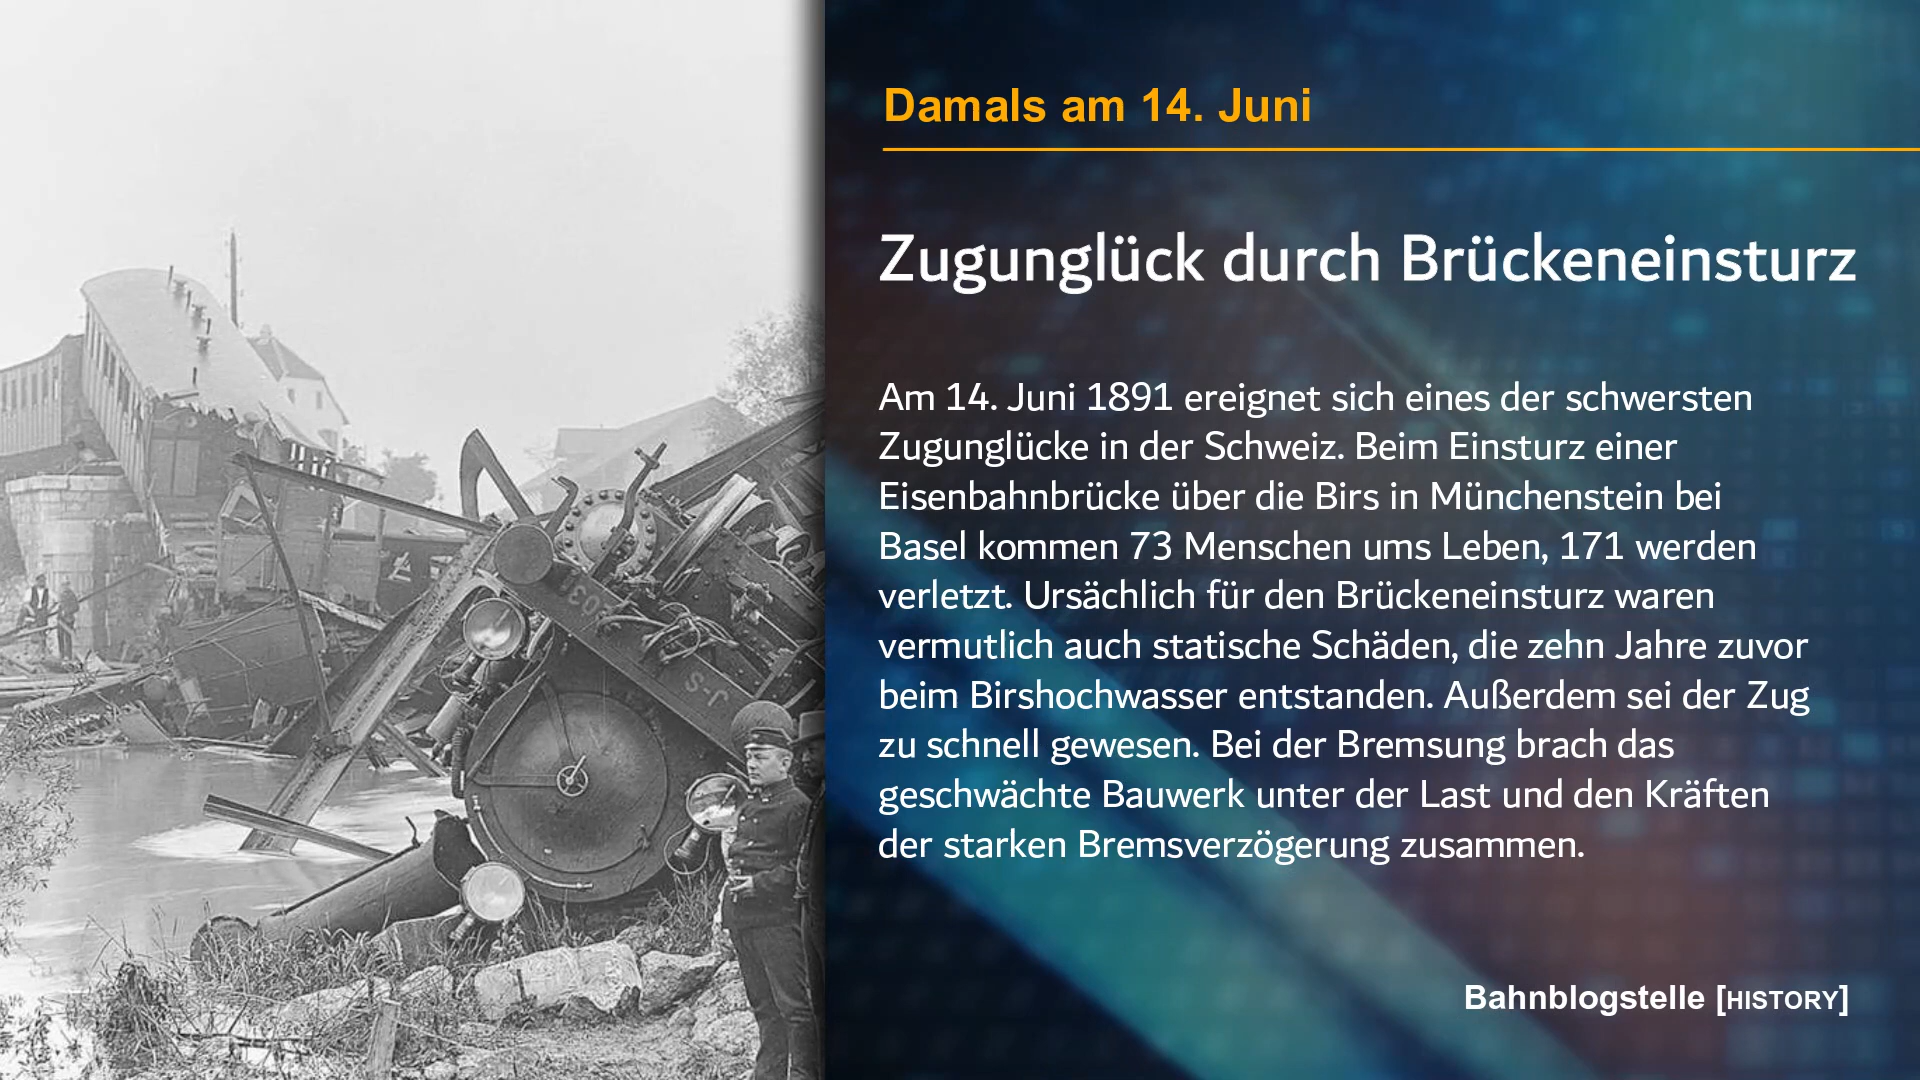 Damals am 14. Juni
Zugunglück durch Brückeneinsturz
Am 14. Juni 1891 ereignet sich eines der schwersten
Zugunglücke in der Schweiz. Beim Einsturz einer
Eisenbahnbrücke über die Birs in Münchenstein bei
Basel kommen 73 Menschen ums Leben, 171 werden
verletzt. Ursächlich für den Brückeneinsturz waren
vermutlich auch statische Schäden, die zehn Jahre zuvor
beim Birshochwasser entstanden. Außerdem sei der Zug
zu schnell gewesen. Bei der Bremsung brach das
geschwächte Bauwerk unter der Last und den Kräften
der starken Bremsverzögerung zusammen.
Bahnblogstelle [HISTORY]
J-S